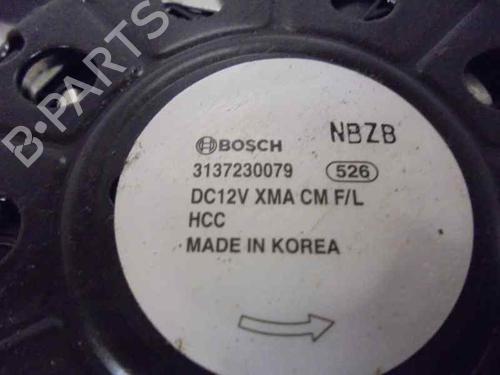 BOSCH NBZB
3137230079 526
DC12V XMA CM F/L
HCC
MADE IN KOREA
B-PARTS